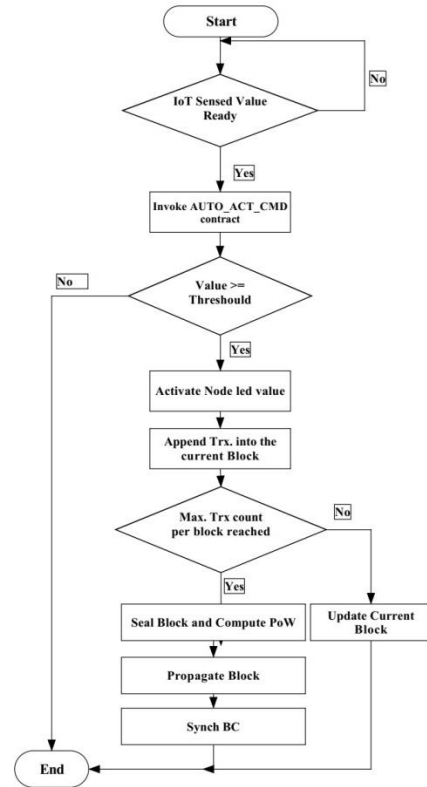 Start
No
IoT Sensed Value
Ready
Yes
Invoke AUTO_ACT_CMD
contract
No
Value >=
Threshould
Yes
Activate Node led value
Append Trx. into the
current Block
Max. Trx count
per block reached
No
Yes
Seal Block and Compute PoW
Update Current
Block
Propagate Block
Synch BC
End